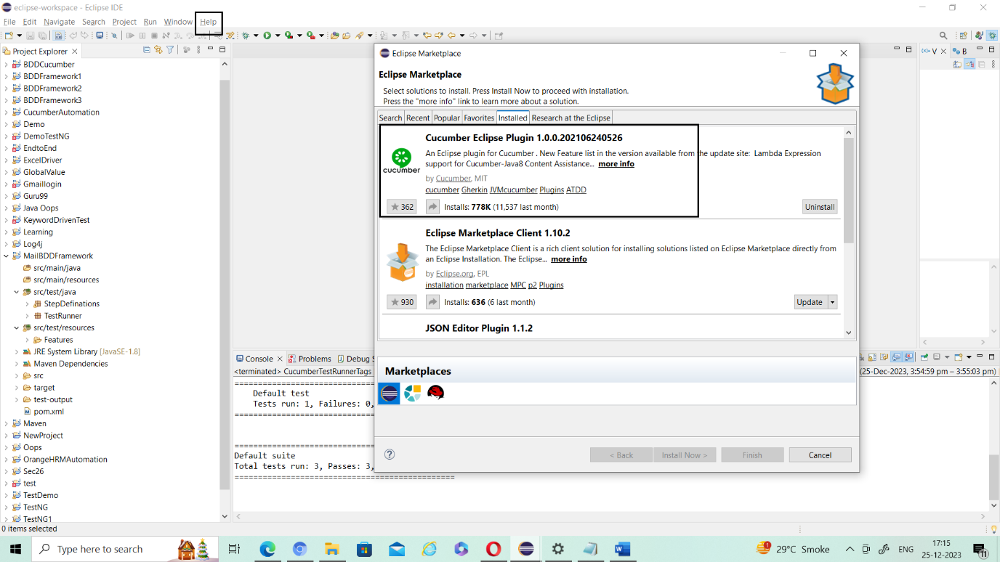 eclipse-workspace - Eclipse IDE
File Edit Navigate Search Project Run Window Help
Project Explorer
BDDCucumber
BDDFramework1
BDDFramework2
BDDFramework3
CucumberAutomation
Demo
DemoTestNG
EndtoEnd
ExcelDriver
GlobalValue
Gmaillogin
Guru99
Java Oops
KeywordDrivenTest
Learning
Log4j
MailBDDFramework
src/main/java
src/main/resources
src/test/java
StepDefinations
TestRunner
src/test/resources
Features
JRE System Library [JavaSE-1.8]
Maven Dependencies
src
target
test-output
pom.xml
Maven
NewProject
Oops
OrangeHRMAutomation
Sec26
test
TestDemo
TestNG
TestNG1
0 items selected
Eclipse Marketplace
Eclipse Marketplace
Select solutions to install. Press Install Now to proceed with installation.
Press the "more info" link to learn more about a solution.
Search Recent Popular Favorites Installed Research at the Eclipse
Cucumber Eclipse Plugin 1.0.0.202106240526
An Eclipse plugin for Cucumber . New Feature list in the version available from the update site: Lambda Expression
support for Cucumber-Java8 Content Assistance... more info
cucumber
by Cucumber, MIT
cucumber Gherkin JVMcucumber Plugins ATDD
362 Installs: 778K (11,537 last month) Uninstall
Eclipse Marketplace Client 1.10.2
The Eclipse Marketplace Client is a rich client solution for installing solutions listed on Eclipse Marketplace directly from
an Eclipse Installation. The Eclipse... more info
by Eclipse.org, EPL
installation marketplace MPC p2 Plugins
930 Installs: 636 (6 last month) Update
JSON Editor Plugin 1.1.2
Marketplaces
< Back Install Now > Finish Cancel
V B
Console Problems Debug S
<terminated> CucumberTestRunnerTags (25-Dec-2023, 3:54:59 pm – 3:55:03 pm)
===============================================
Default test
Tests run: 1, Failures: 0,
===============================================
===============================================
Default suite
Total tests run: 3, Passes: 3,
===============================================
Type here to search
1 29°C Smoke ENG 17:15
25-12-2023
11